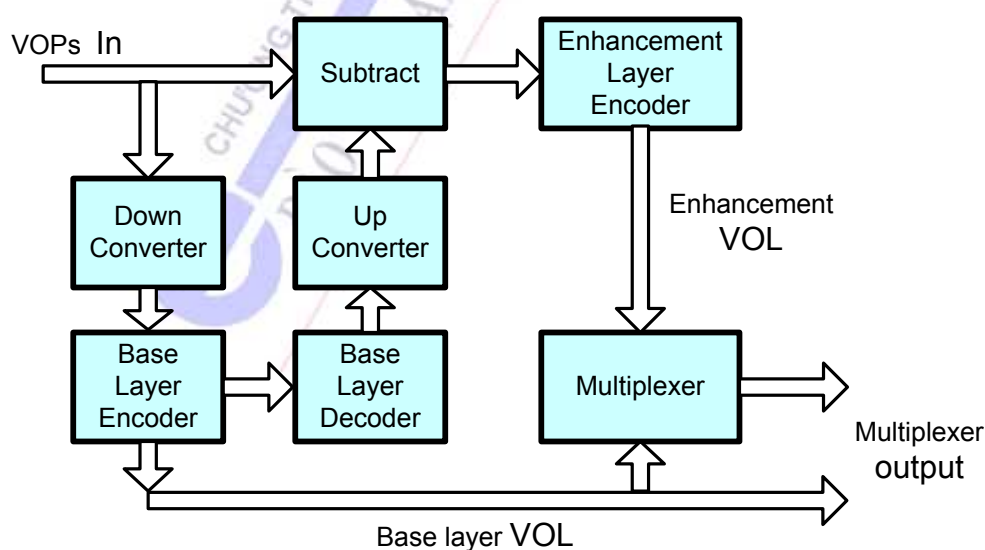 VOPs In
Subtract
Enhancement
Layer
Encoder
Down
Converter
Up
Converter
Enhancement
VOL
Base
Layer
Encoder
Base
Layer
Decoder
Multiplexer
Multiplexer
output
Base layer VOL